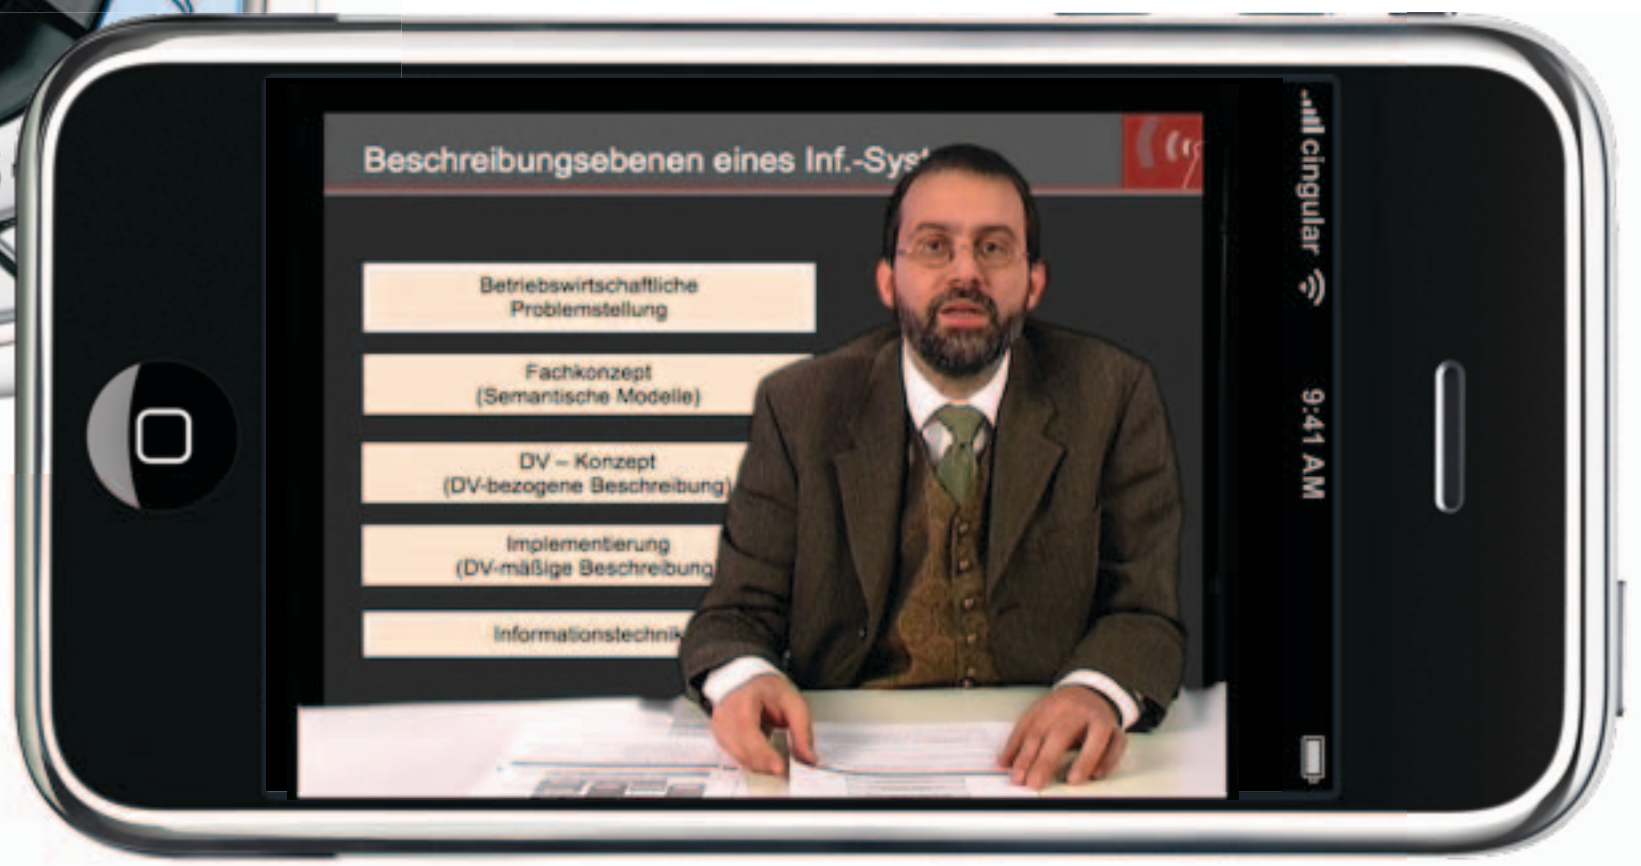 Beschreibungsebenen eines Inf.-Syst
Betriebswirtschaftliche
Problemstellung
Fachkonzept
(Semantische Modelle)
DV – Konzept
(DV-bezogene Beschreibung)
Implementierung
(DV-mäßige Beschreibung
Informationstechnik
cingular
9:41 AM